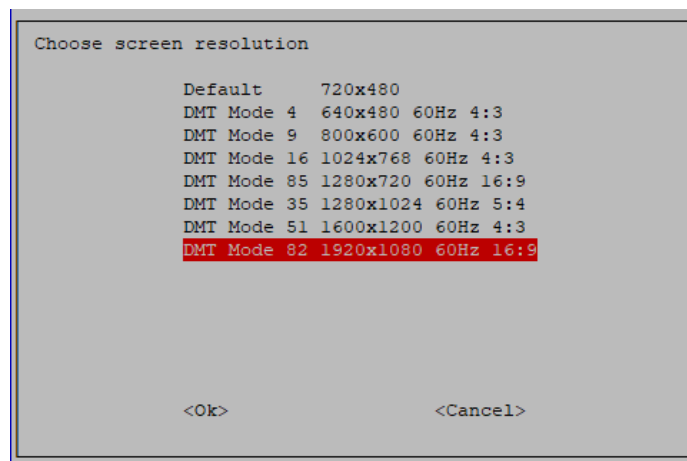 Choose screen resolution
Default 720x480
DMT Mode 4 640x480 60Hz 4:3
DMT Mode 9 800x600 60Hz 4:3
DMT Mode 16 1024x768 60Hz 4:3
DMT Mode 85 1280x720 60Hz 16:9
DMT Mode 35 1280x1024 60Hz 5:4
DMT Mode 51 1600x1200 60Hz 4:3
DMT Mode 82 1920x1080 60Hz 16:9
<Ok> <Cancel>